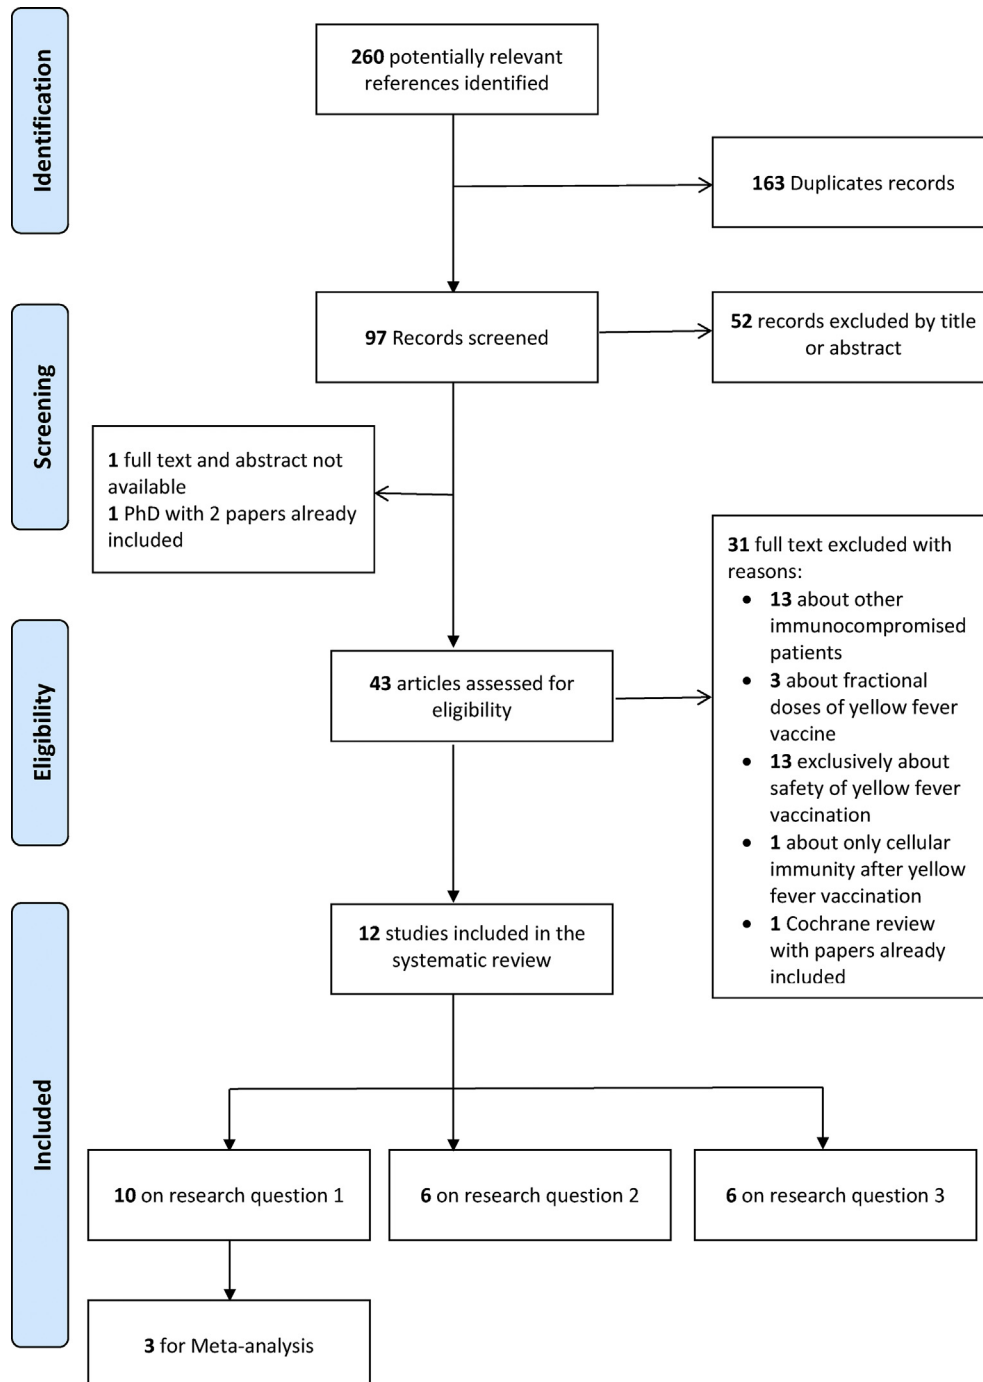 Identification
260 potentially relevant
references identified
163 Duplicates records
Screening
97 Records screened
52 records excluded by title
or abstract
1 full text and abstract not
available
1 PhD with 2 papers already
included
Eligibility
43 articles assessed for
eligibility
31 full text excluded with
reasons:
• 13 about other
immunocompromised
patients
• 3 about fractional
doses of yellow fever
vaccine
• 13 exclusively about
safety of yellow fever
vaccination
• 1 about only cellular
immunity after yellow
fever vaccination
• 1 Cochrane review
with papers already
included
Included
12 studies included in the
systematic review
10 on research question 1
6 on research question 2
6 on research question 3
3 for Meta-analysis